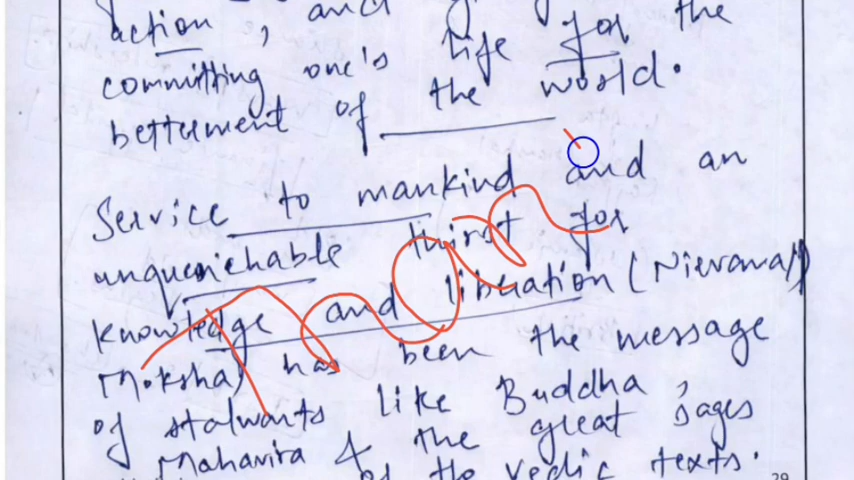 action, and
committing one's life for the
betterment of the world.
Service to mankind and an
unquenchable thirst for
knowledge and liberation (Nirvana/
Moksha) has been the message
of stalwarts like Buddha,
Mahavira & the great sages
of the vedic texts.
29